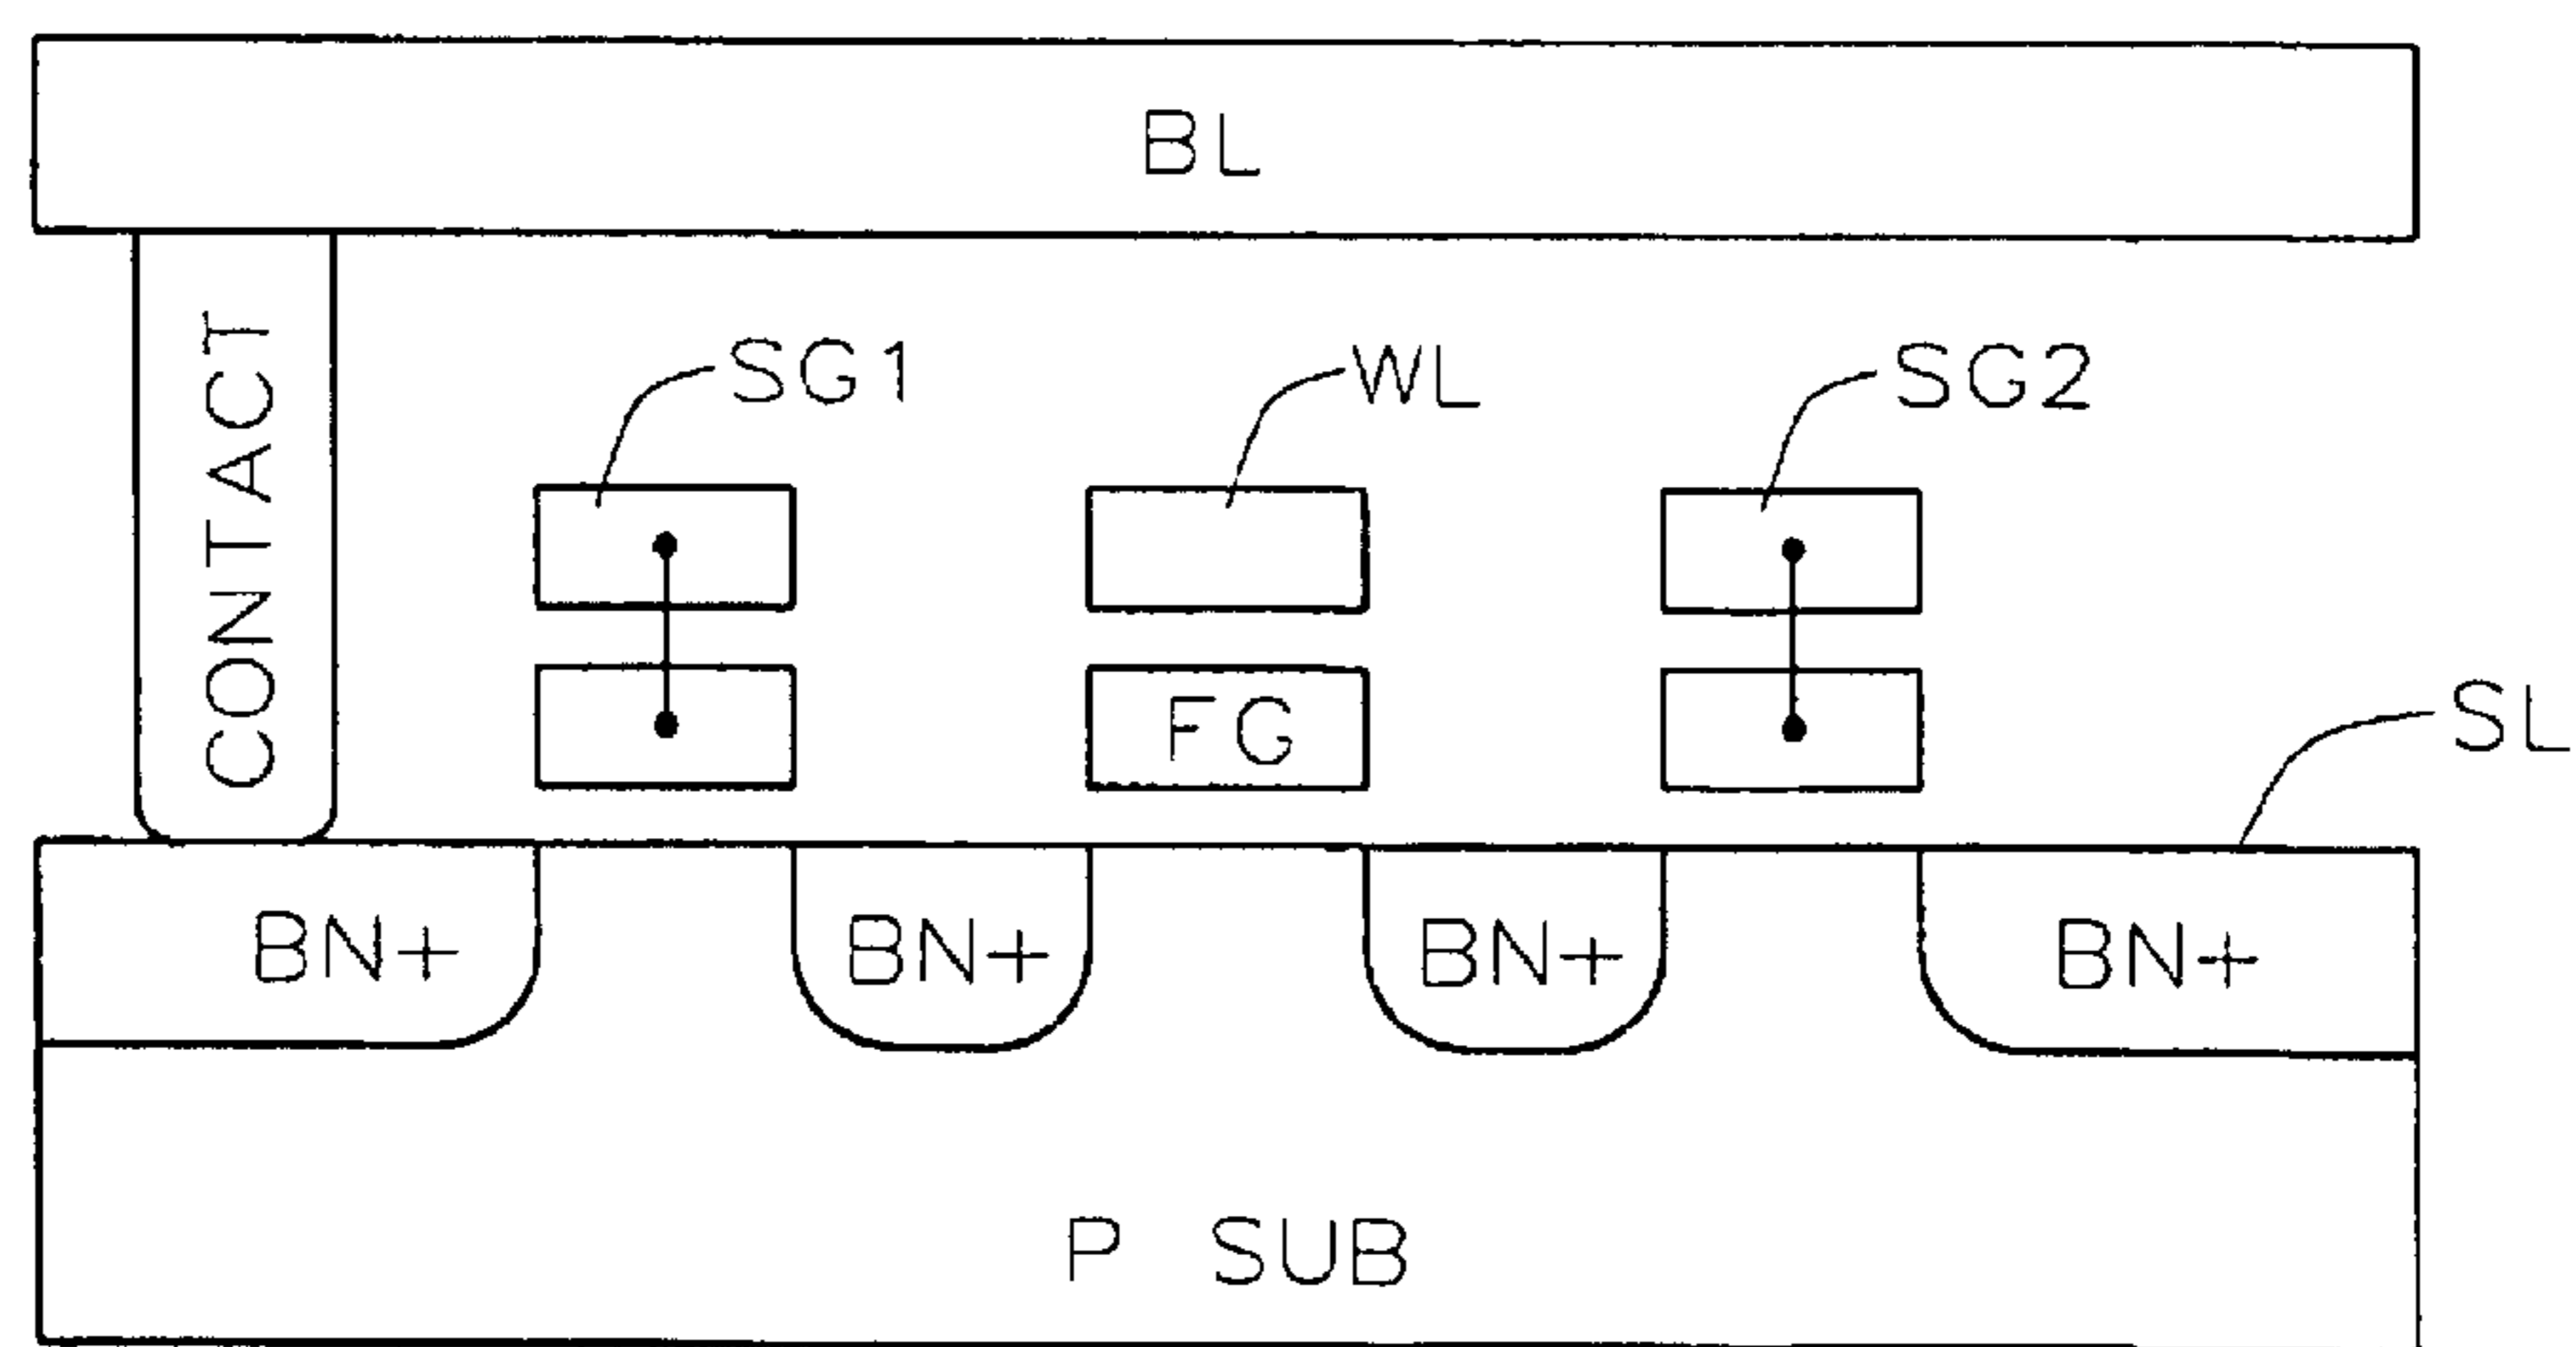 BL
CONTACT
SG1
WL
SG2
FG
SL
BN+
BN+
BN+
BN+
P SUB